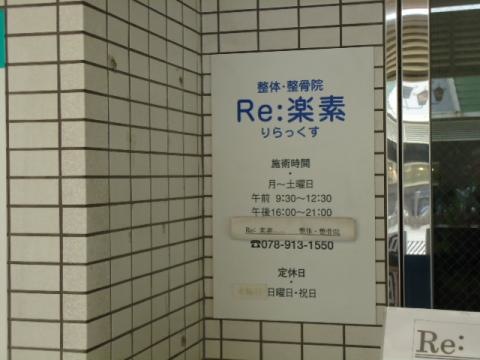 整体・整骨院
Re:楽素
りらっくす
施術時間
・
月〜土曜日
午前 9:30〜12:30
午後16:00〜21:00
Re: 楽素 整体・整骨院
☎078-913-1550
定休日
・
日曜日・祝日
Re: